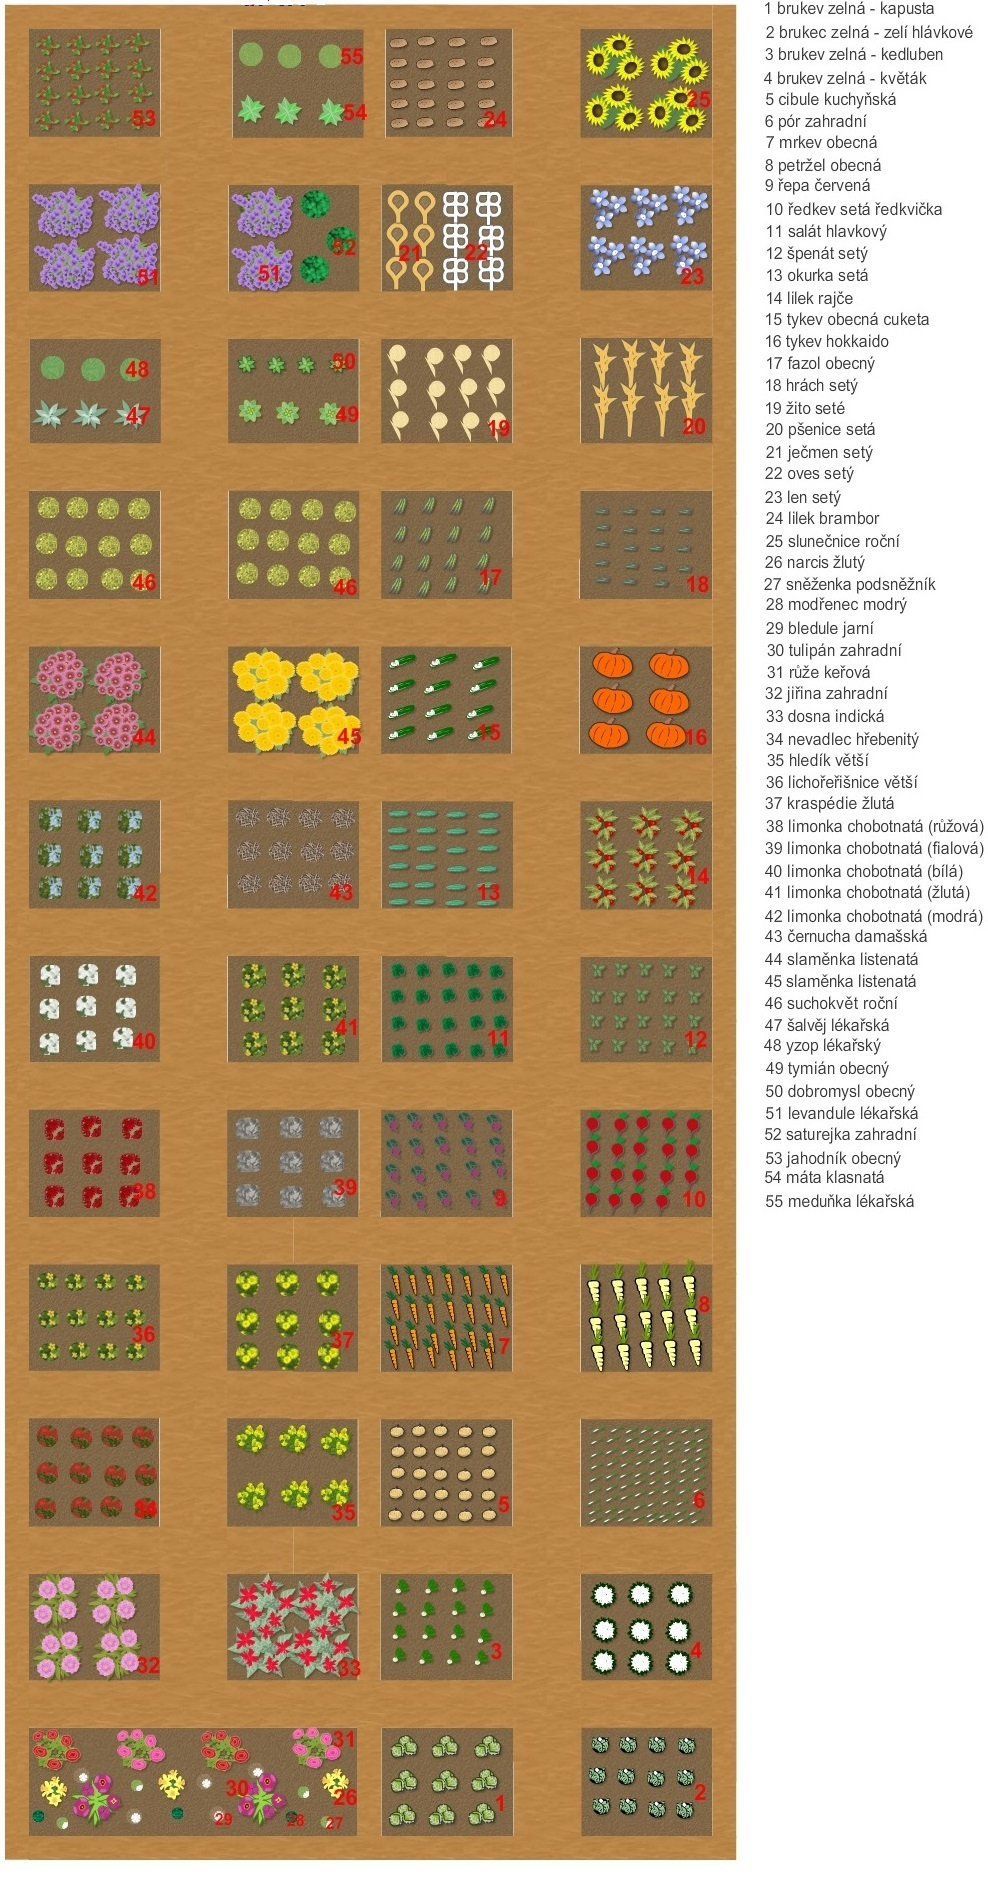 53
55
54
24
25
51
51
52
21
22
23
48
47
50
49
19
20
46
46
17
18
44
45
15
16
42
43
13
14
40
41
11
12
38
39
9
10
36
37
7
8
34
35
5
6
32
33
3
4
31
30
26
29
28
27
1
2
1 brukev zelná - kapusta
2 brukec zelná - zelí hlávkové
3 brukev zelná - kedluben
4 brukev zelná - květák
5 cibule kuchyňská
6 pór zahradní
7 mrkev obecná
8 petržel obecná
9 řepa červená
10 ředkev setá ředkvička
11 salát hlavkový
12 špenát setý
13 okurka setá
14 lilek rajče
15 tykev obecná cuketa
16 tykev hokkaido
17 fazol obecný
18 hrách setý
19 žito seté
20 pšenice setá
21 ječmen setý
22 oves setý
23 len setý
24 lilek brambor
25 slunečnice roční
26 narcis žlutý
27 sněženka podsněžník
28 modřenec modrý
29 bledule jarní
30 tulipán zahradní
31 růže keřová
32 jiřina zahradní
33 dosna indická
34 nevadlec hřebenitý
35 hledík větší
36 lichořeřišnice větší
37 kraspédie žlutá
38 limonka chobotnatá (růžová)
39 limonka chobotnatá (fialová)
40 limonka chobotnatá (bílá)
41 limonka chobotnatá (žlutá)
42 limonka chobotnatá (modrá)
43 černucha damašská
44 slaměnka listenatá
45 slaměnka listenatá
46 suchokvět roční
47 šalvěj lékařská
48 yzop lékařský
49 tymián obecný
50 dobromysl obecný
51 levandule lékařská
52 saturejka zahradní
53 jahodník obecný
54 máta klasnatá
55 meduňka lékařská